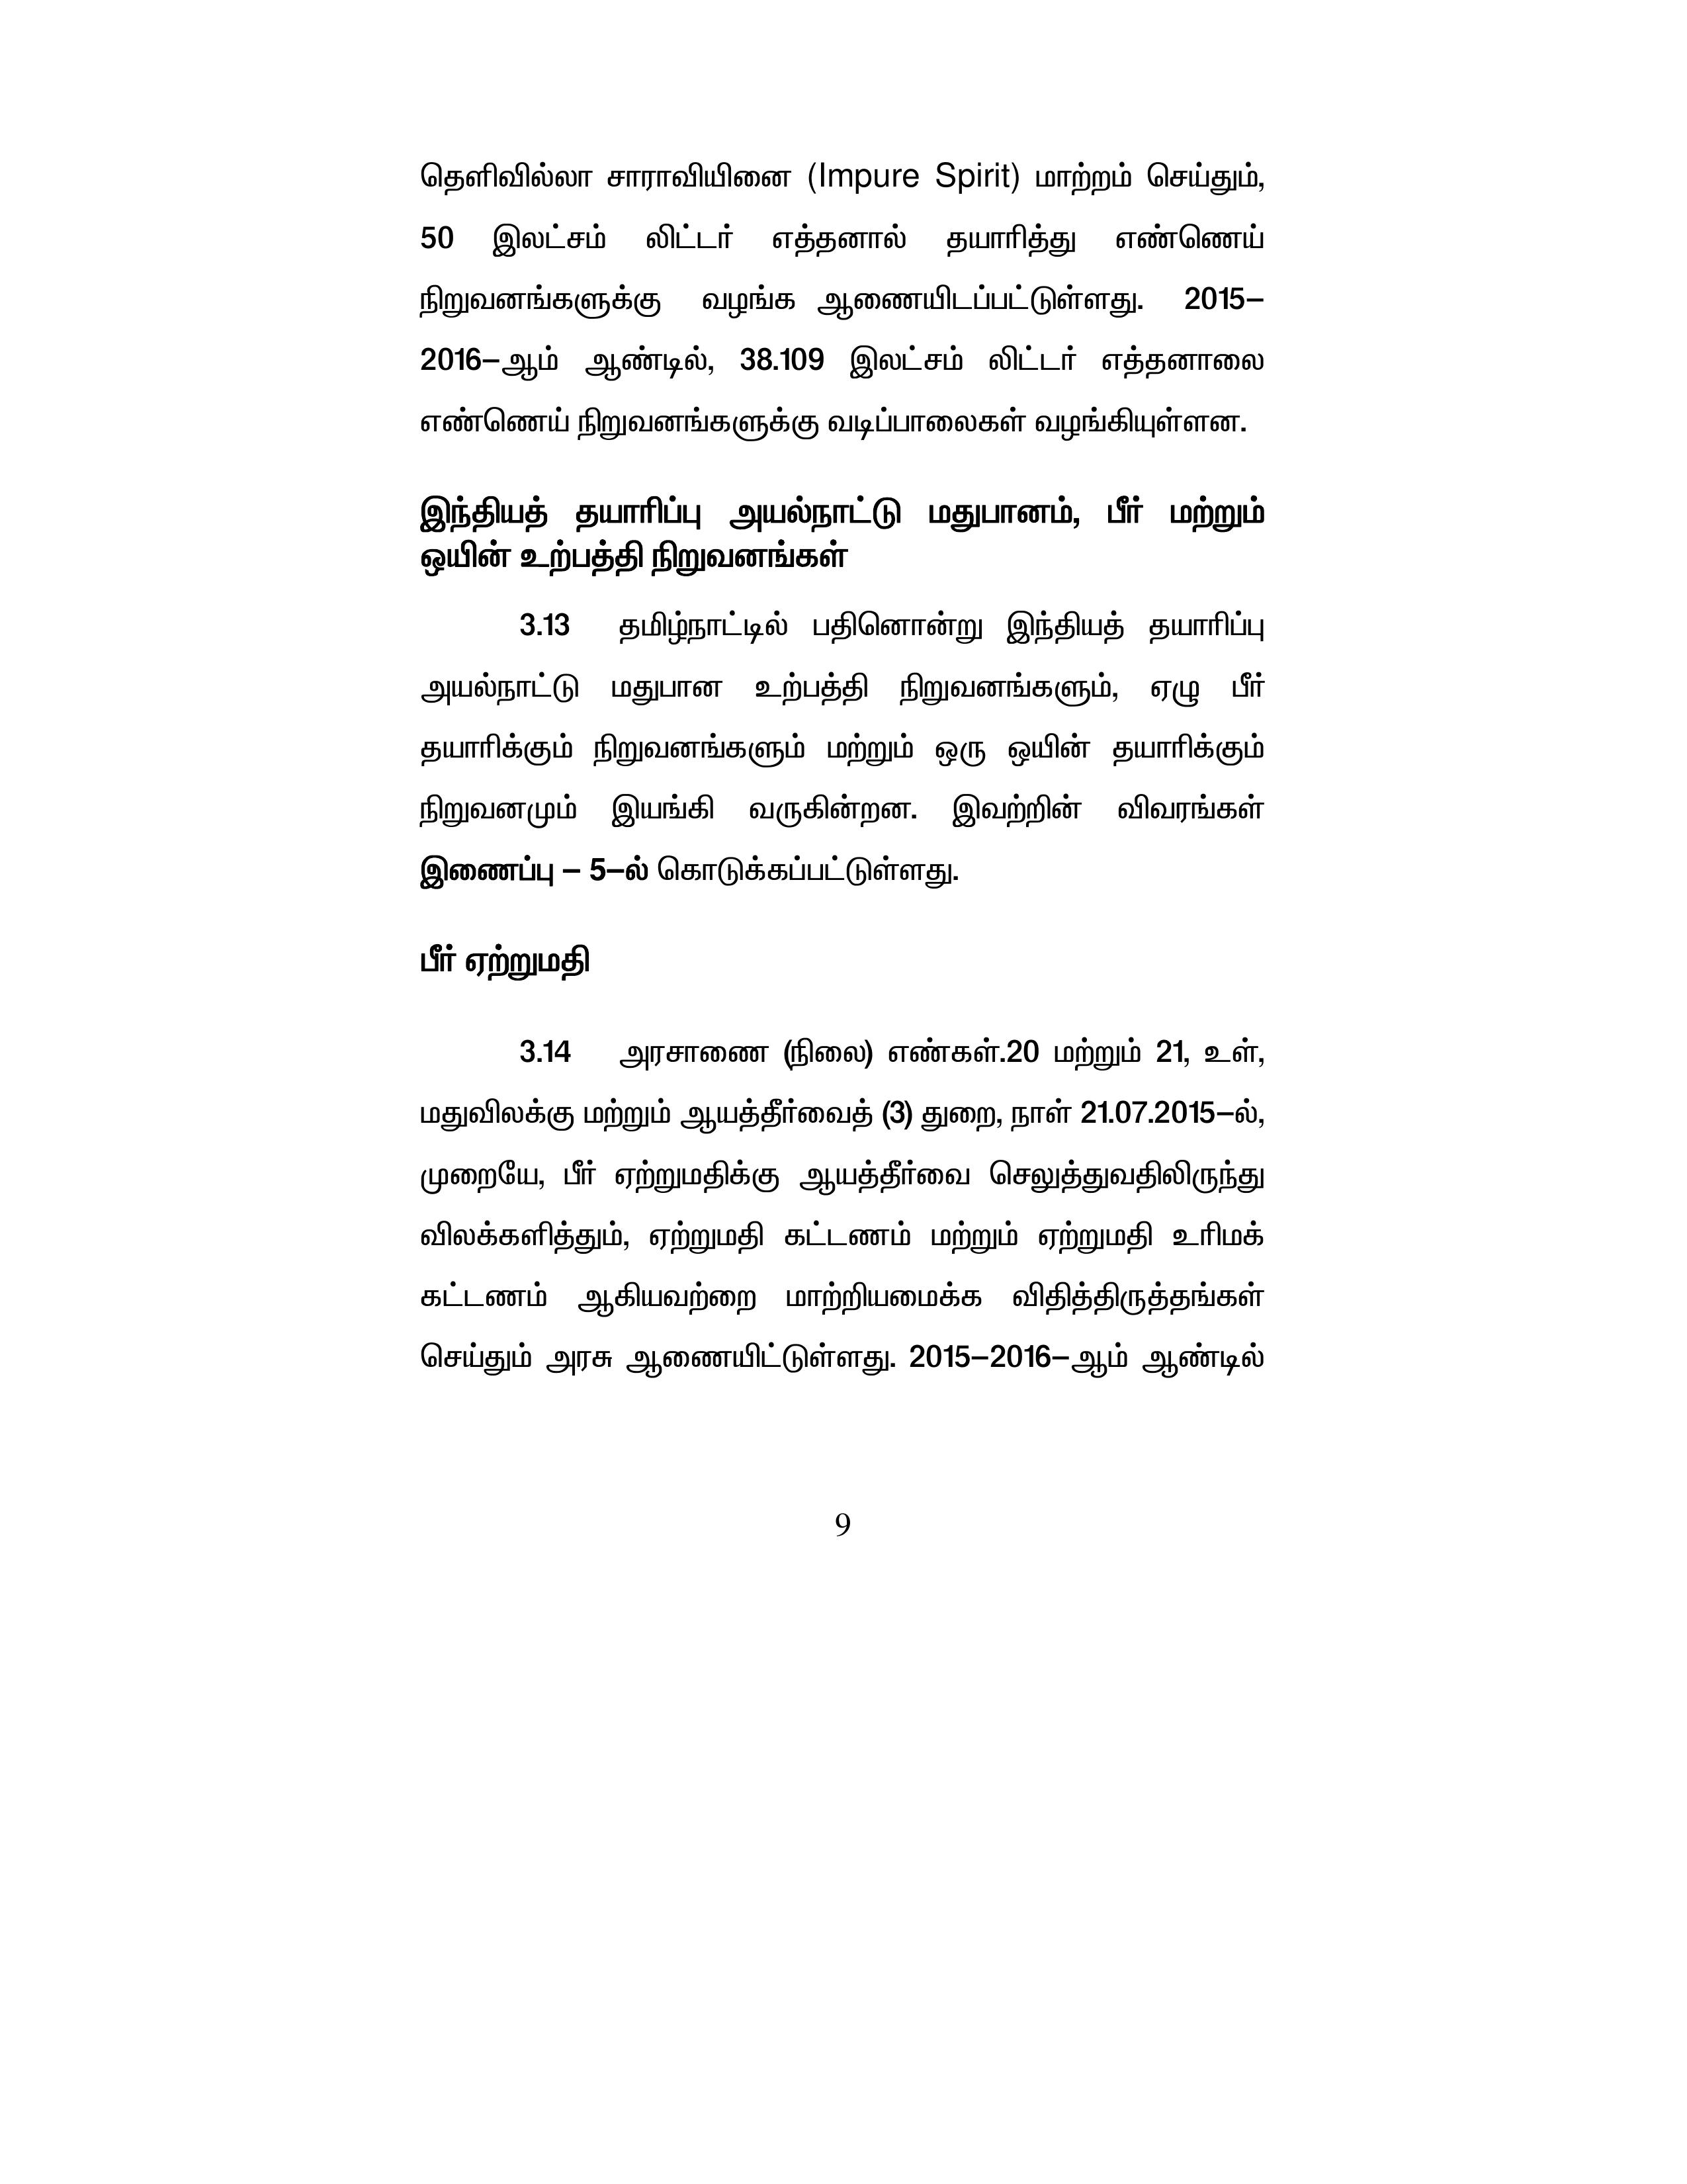 தெளிவில்லா சாராவியினை (Impure Spirit) மாற்றம் செய்தும்,
50 இலட்சம் லிட்டர் எத்தனால் தயாரித்து எண்ணெய்
நிறுவனங்களுக்கு வழங்க ஆணையிடப்பட்டுள்ளது. 2015–
2016–ஆம் ஆண்டில், 38.109 இலட்சம் லிட்டர் எத்தனாலை
எண்ணெய் நிறுவனங்களுக்கு வடிப்பாலைகள் வழங்கியுள்ளன.
இந்தியத் தயாரிப்பு அயல்நாட்டு மதுபானம், பீர் மற்றும்
ஒயின் உற்பத்தி நிறுவனங்கள்
3.13 தமிழ்நாட்டில் பதினொன்று இந்தியத் தயாரிப்பு
அயல்நாட்டு மதுபான உற்பத்தி நிறுவனங்களும், ஏழு பீர்
தயாரிக்கும் நிறுவனங்களும் மற்றும் ஒரு ஒயின் தயாரிக்கும்
நிறுவனமும் இயங்கி வருகின்றன. இவற்றின் விவரங்கள்
இணைப்பு – 5–ல் கொடுக்கப்பட்டுள்ளது.
பீர் ஏற்றுமதி
3.14 அரசாணை (நிலை) எண்கள்.20 மற்றும் 21, உள்,
மதுவிலக்கு மற்றும் ஆயத்தீர்வைத் (3) துறை, நாள் 21.07.2015–ல்,
முறையே, பீர் ஏற்றுமதிக்கு ஆயத்தீர்வை செலுத்துவதிலிருந்து
விலக்களித்தும், ஏற்றுமதி கட்டணம் மற்றும் ஏற்றுமதி உரிமக்
கட்டணம் ஆகியவற்றை மாற்றியமைக்க விதித்திருத்தங்கள்
செய்தும் அரசு ஆணையிட்டுள்ளது. 2015–2016–ஆம் ஆண்டில்
9